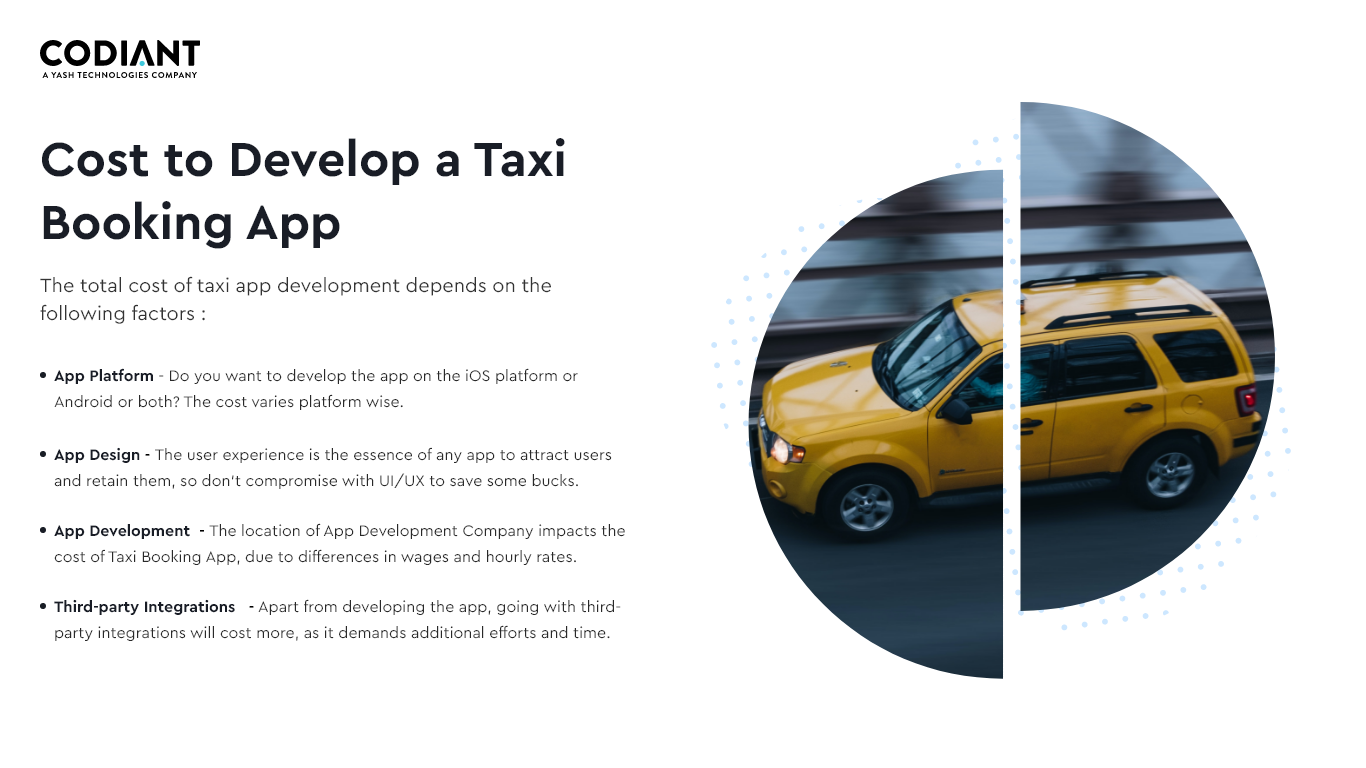 CODIANT
A YASH TECHNOLOGIES COMPANY
Cost to Develop a Taxi
Booking App
The total cost of taxi app development depends on the
following factors :
• App Platform - Do you want to develop the app on the iOS platform or
Android or both? The cost varies platform wise.
• App Design - The user experience is the essence of any app to attract users
and retain them, so don't compromise with UI/UX to save some bucks.
• App Development - The location of App Development Company impacts the
cost of Taxi Booking App, due to differences in wages and hourly rates.
• Third-party Integrations - Apart from developing the app, going with third-
party integrations will cost more, as it demands additional efforts and time.